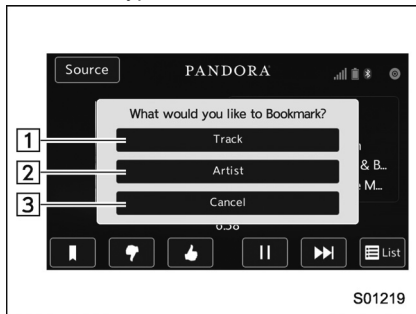 Source PANDORA
What would you like to Bookmark?
1 Track
2 Artist
& B...
3 Cancel
M...
List
S01219